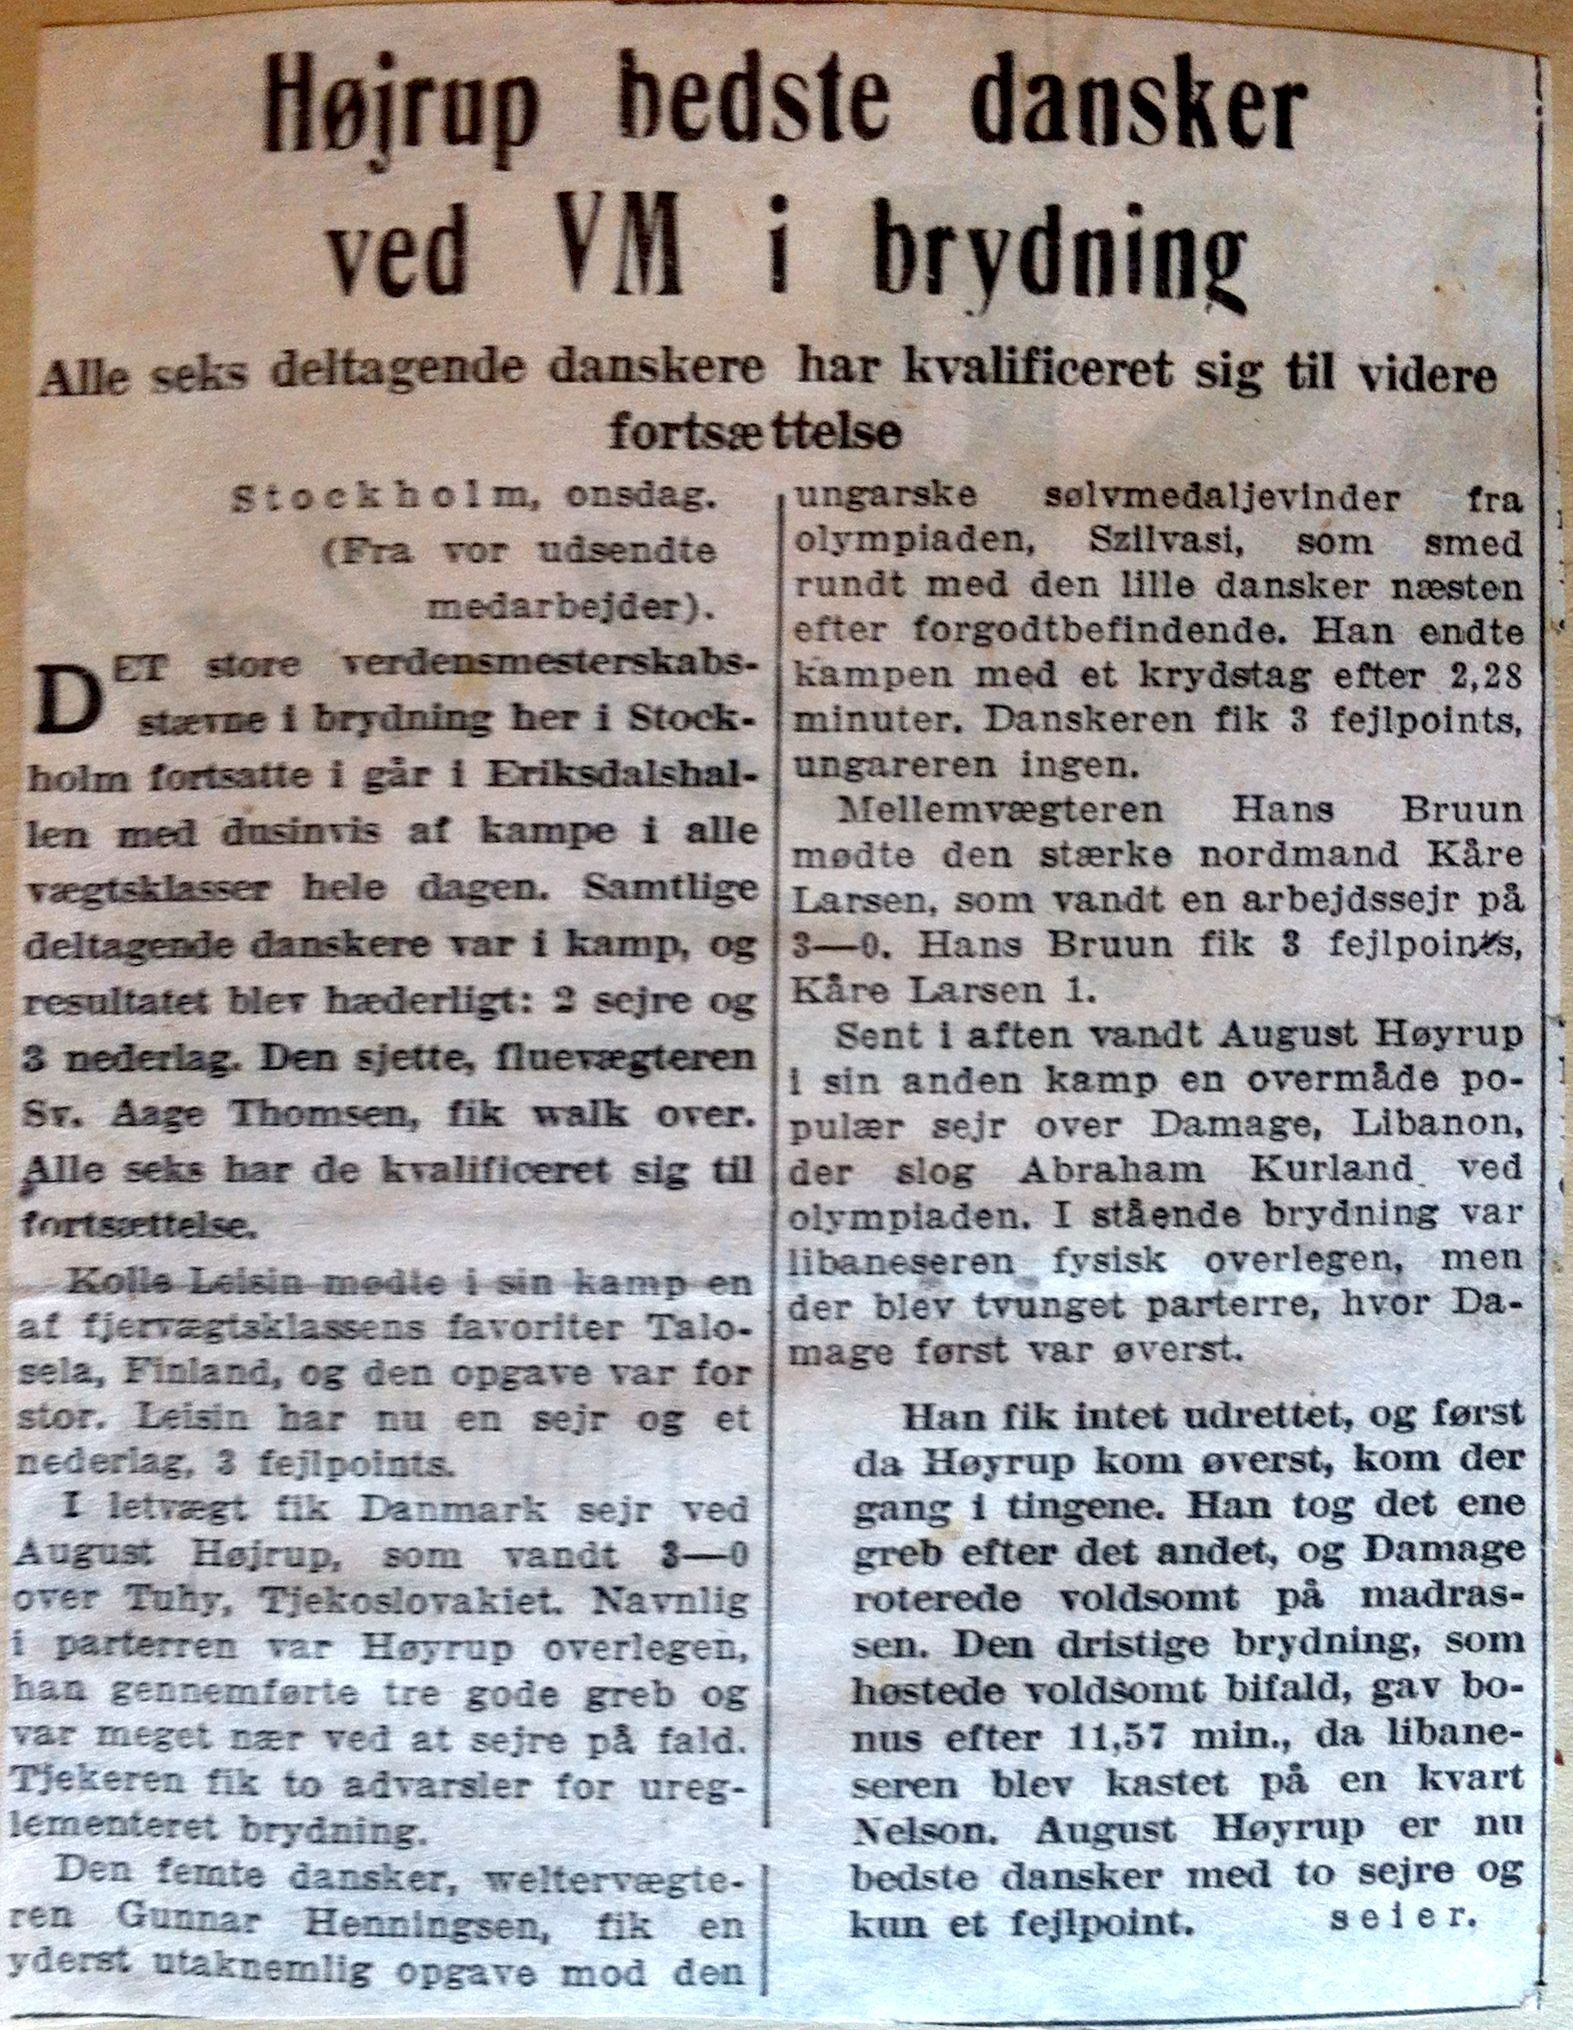 Højrup bedste dansker
ved VM i brydning
Alle seks deltagende danskere har kvalificeret sig til videre
fortsættelse
Stockholm, onsdag.
(Fra vor udsendte
medarbejder).
DET store verdensmesterskabs-
stævne i brydning her i Stock-
holm fortsatte i går i Eriksdalshal-
len med dusinvis af kampe i alle
vægtsklasser hele dagen. Samtlige
deltagende danskere var i kamp, og
resultatet blev hæderligt: 2 sejre og
3 nederlag. Den sjette, fluevægteren
Sv. Aage Thomsen, fik walk over.
Alle seks har de kvalificeret sig til
fortsættelse.
Kolle Leisin mødte i sin kamp en
af fjervægtsklassens favoriter Talo-
sela, Finland, og den opgave var for
stor. Leisin har nu en sejr og et
nederlag, 3 fejlpoints.
I letvægt fik Danmark sejr ved
August Højrup, som vandt 3—0
over Tuhy, Tjekoslovakiet. Navnlig
i parterren var Høyrup overlegen,
han gennemførte tre gode greb og
var meget nær ved at sejre på fald.
Tjekeren fik to advarsler for ureg-
lementeret brydning.
Den femte dansker, weltervægte-
ren Gunnar Henningsen, fik en
yderst utaknemlig opgave mod den
ungarske sølvmedaljevinder fra
olympiaden, Szilvasi, som smed
rundt med den lille dansker næsten
efter forgodtbefindende. Han endte
kampen med et krydstag efter 2,28
minuter. Danskeren fik 3 fejlpoints,
ungareren ingen.
Mellemvægteren Hans Bruun
mødte den stærke nordmand Kåre
Larsen, som vandt en arbejdssejr på
3—0. Hans Bruun fik 3 fejlpoints,
Kåre Larsen 1.
Sent i aften vandt August Høyrup
i sin anden kamp en overmåde po-
pulær sejr over Damage, Libanon,
der slog Abraham Kurland ved
olympiaden. I stående brydning var
libaneseren fysisk overlegen, men
der blev tvunget parterre, hvor Da-
mage først var øverst.
Han fik intet udrettet, og først
da Høyrup kom øverst, kom der
gang i tingene. Han tog det ene
greb efter det andet, og Damage
roterede voldsomt på madras-
sen. Den dristige brydning, som
høstede voldsomt bifald, gav bo-
nus efter 11,57 min., da libane-
seren blev kastet på en kvart
Nelson. August Høyrup er nu
bedste dansker med to sejre og
kun et fejlpoint. seier.